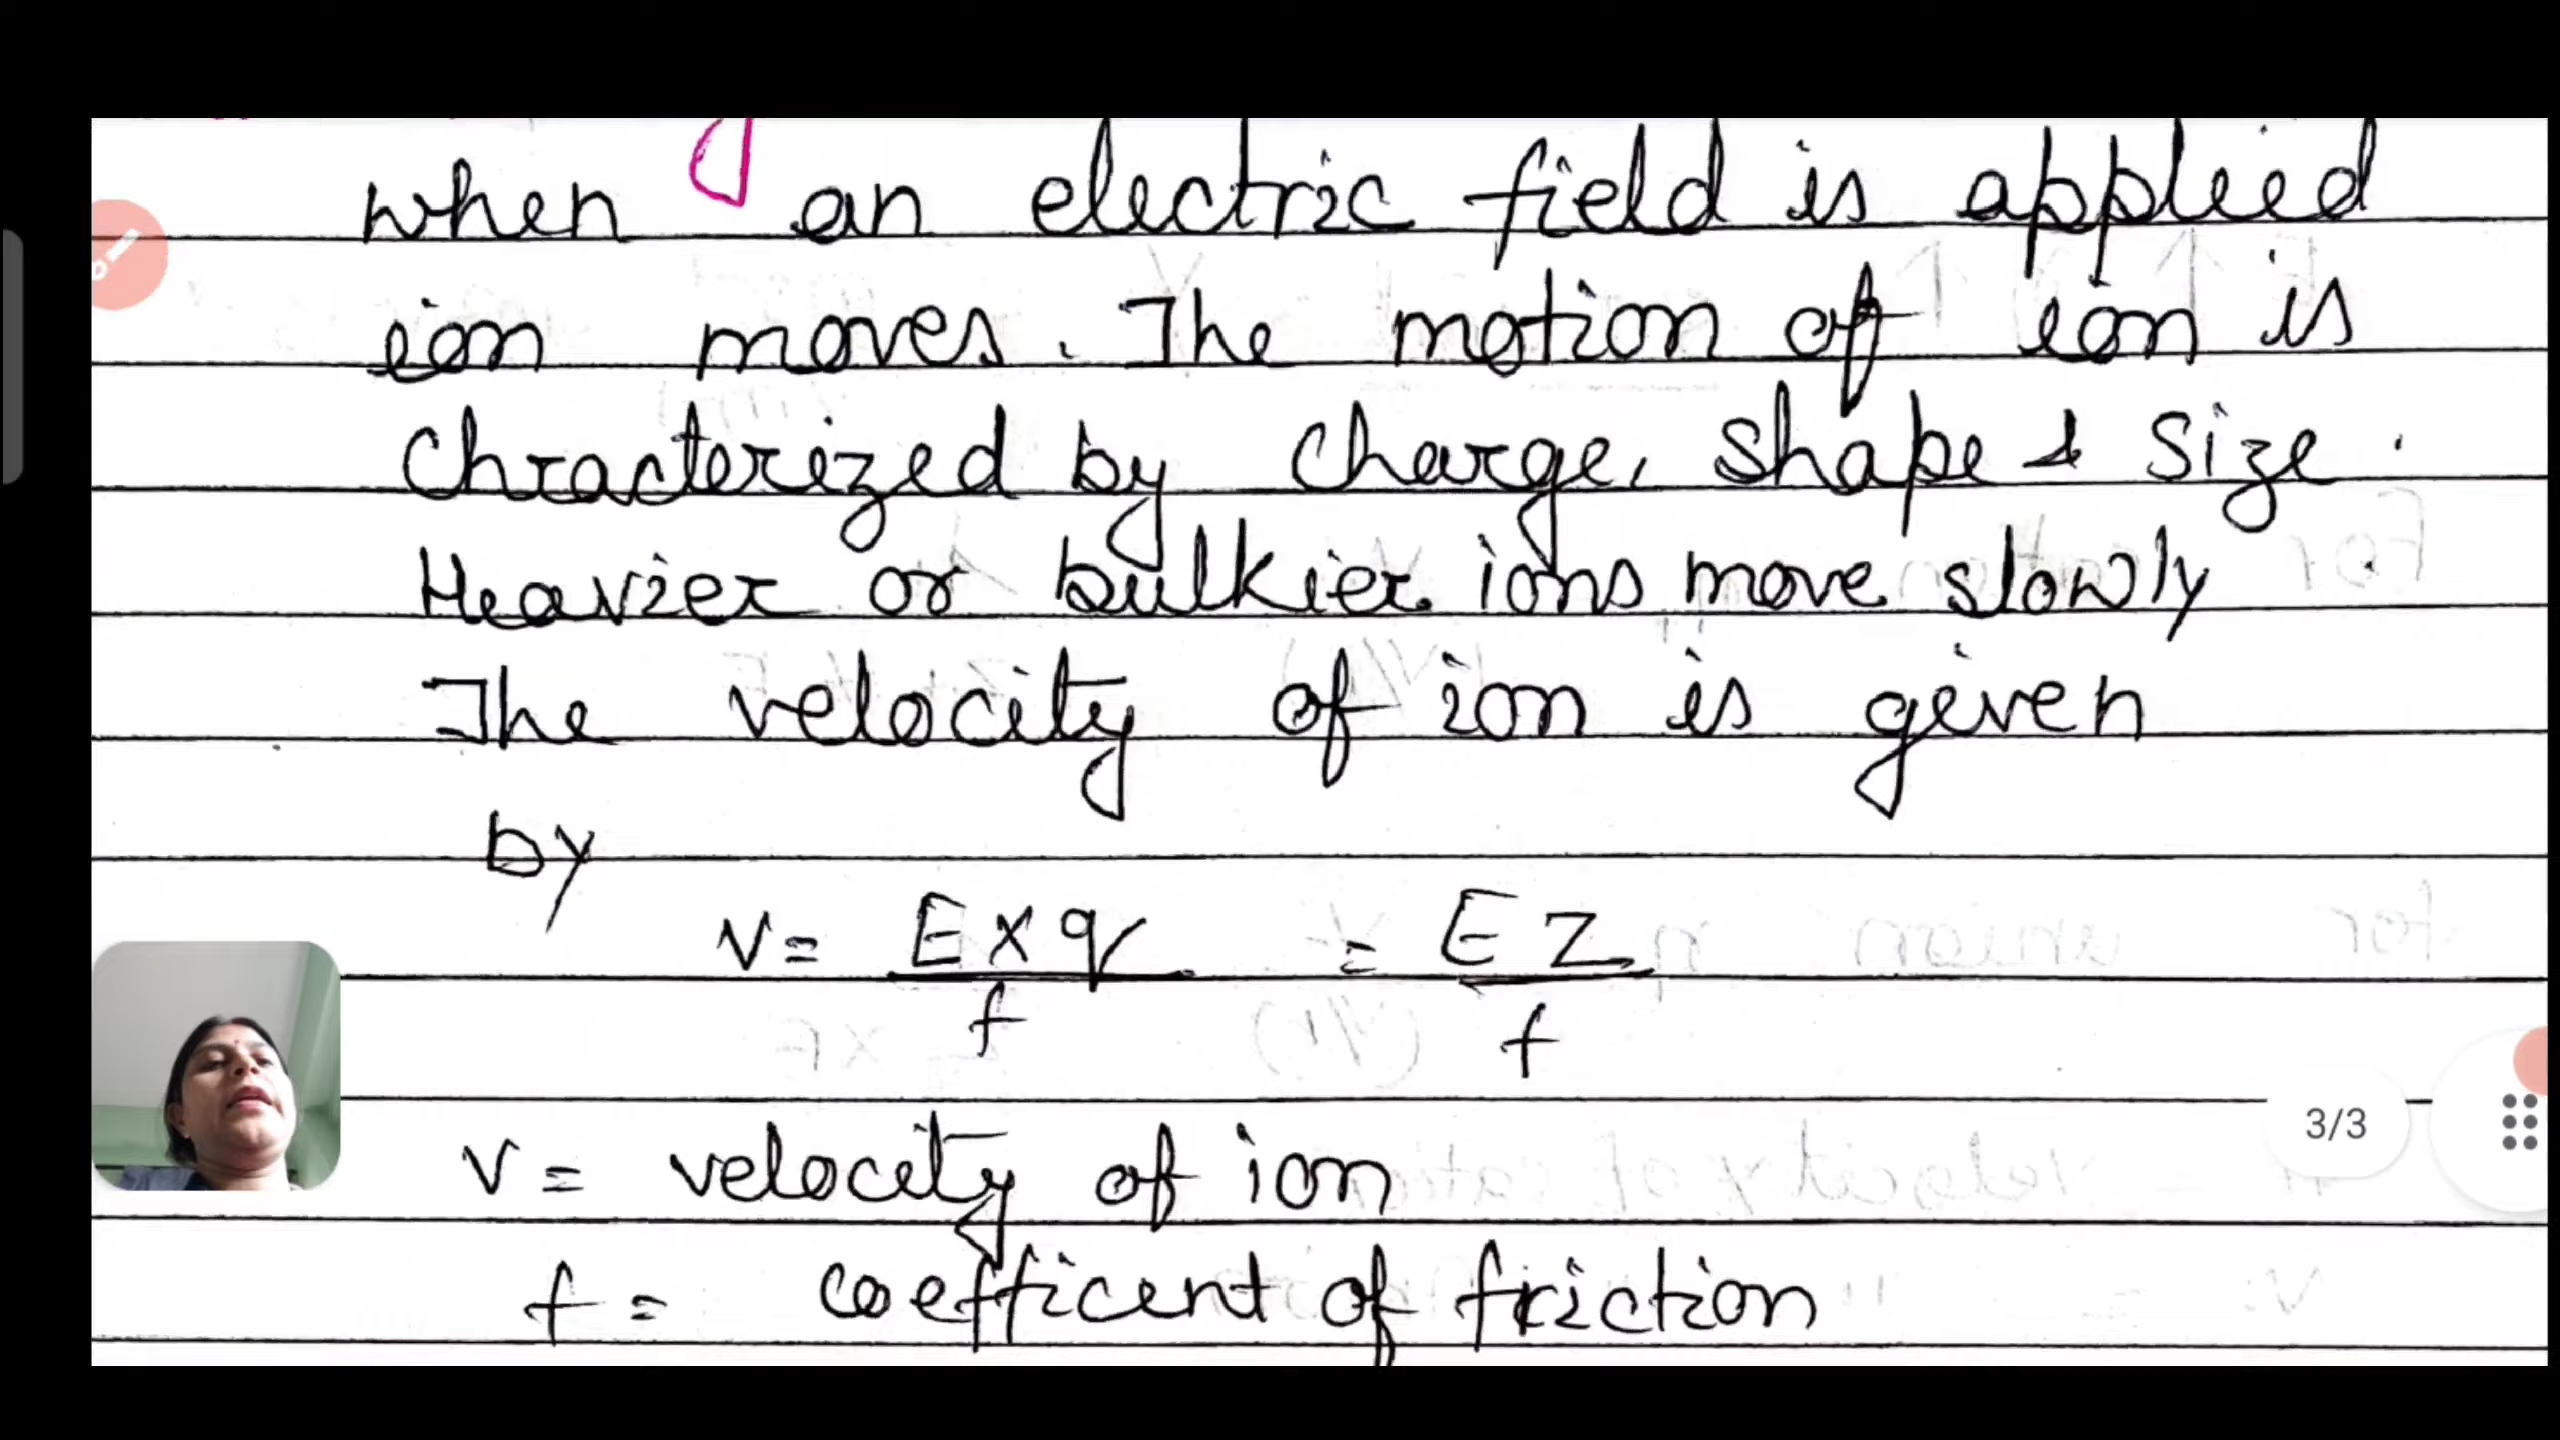 when an electric field is applied
ion moves. The motion of ion is
Chracterized by charge, shape & size.
Heavier or bulkier ions move slowly
The velocity of ion is given
by
v = E x q / f = E Z / f
3/3
v = velocity of ion
f = coefficent of friction